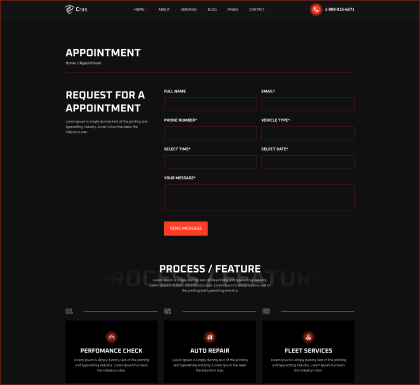 Cras
HOME ABOUT SERVICES BLOG PAGES CONTACT
1-800-915-6271
APPOINTMENT
Home / Appointment
REQUEST FOR A
APPOINTMENT
Lorem Ipsum is simply dummy text of the printing and
typesetting industry. Lorem Ipsum has been the
industry's dum.
FULL NAME
EMAIL*
PHONE NUMBER*
VEHICLE TYPE*
SELECT TIME*
SELECT DATE*
YOUR MESSAGE*
SEND MESSAGE
PROCESS / FEATURE
Lorem Ipsum is simply dummy text of the printing and typesetting industry.
Lorem Ipsum has been the industry's standard dummy text of
the printing and typesetting industry.
01 02 03
PERFOMANCE CHECK
Lorem Ipsum is simply dummy text of the printing
and typesetting industry. Lorem Ipsum has been
the industry's dum.
AUTO REPAIR
Lorem Ipsum is simply dummy text of the printing
and typesetting industry. Lorem Ipsum has been
the industry's dum.
FLEET SERVICES
Lorem Ipsum is simply dummy text of the printing
and typesetting industry. Lorem Ipsum has been
the industry's dum.